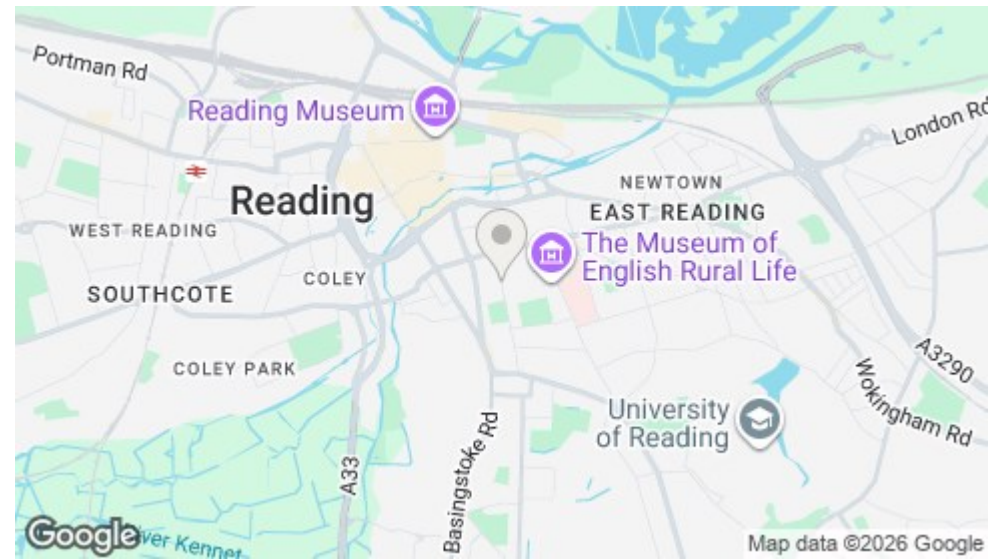 Portman Rd
Reading Museum
London Rd
NEWTOWN
Reading
EAST READING
WEST READING
The Museum of
English Rural Life
COLEY
SOUTHCOTE
COLEY PARK
A3290
Wokingham Rd
University
of Reading
Basingstoke Rd
A33
Google
Kennet
Map data ©2026 Google